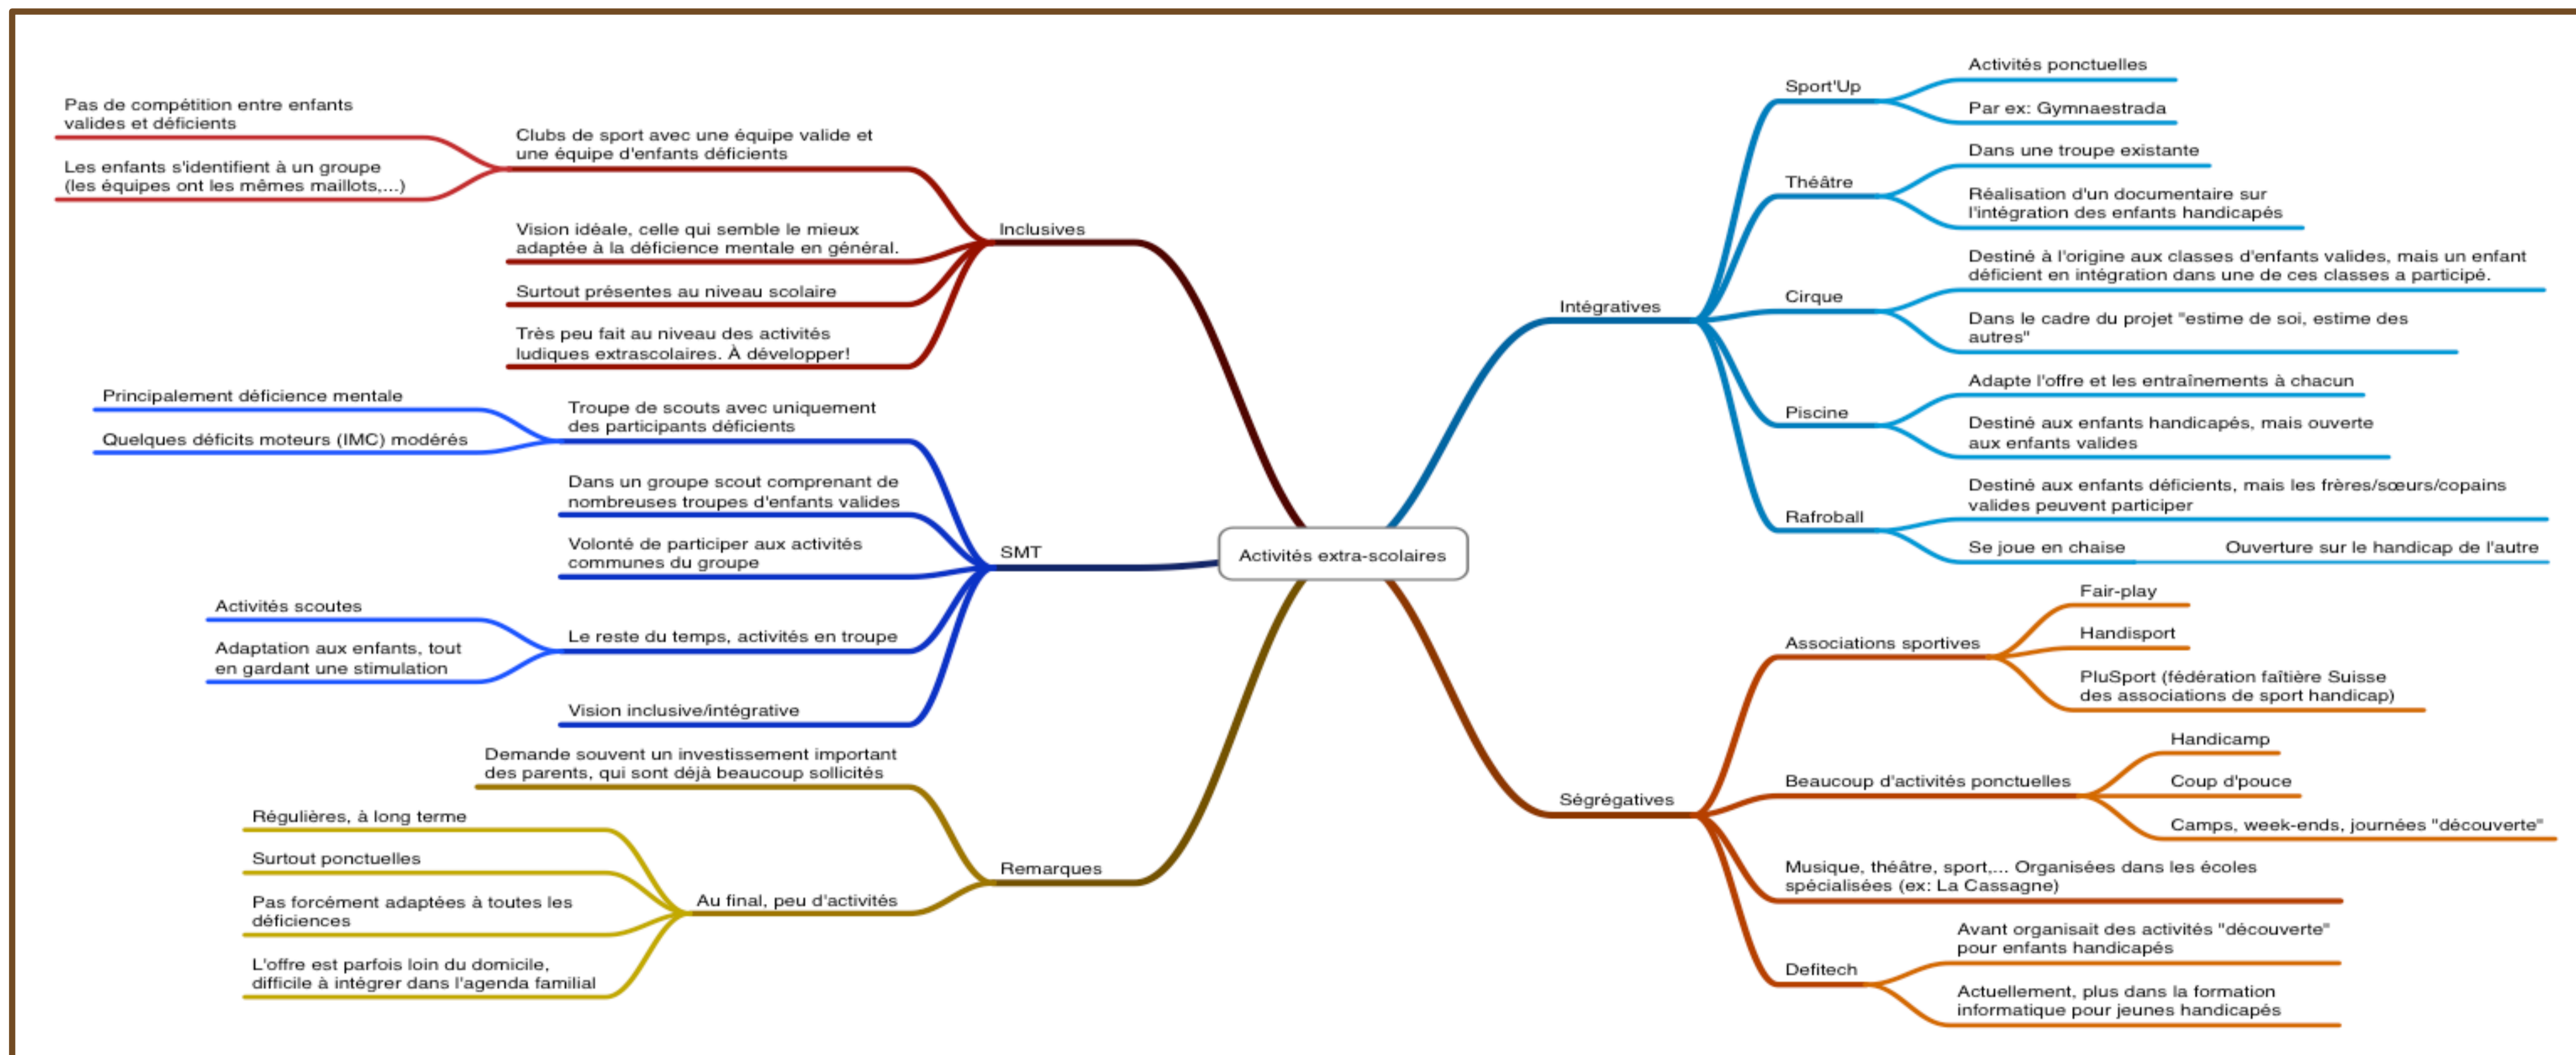 Activités extra-scolaires
Inclusives
Clubs de sport avec une équipe valide et
une équipe d'enfants déficients
Pas de compétition entre enfants
valides et déficients
Les enfants s'identifient à un groupe
(les équipes ont les mêmes maillots,...)
Vision idéale, celle qui semble le mieux
adaptée à la déficience mentale en général.
Surtout présentes au niveau scolaire
Très peu fait au niveau des activités
ludiques extrascolaires. À développer!
SMT
Troupe de scouts avec uniquement
des participants déficients
Principalement déficience mentale
Quelques déficits moteurs (IMC) modérés
Dans un groupe scout comprenant de
nombreuses troupes d'enfants valides
Volonté de participer aux activités
communes du groupe
Le reste du temps, activités en troupe
Activités scoutes
Adaptation aux enfants, tout
en gardant une stimulation
Vision inclusive/intégrative
Remarques
Demande souvent un investissement important
des parents, qui sont déjà beaucoup sollicités
Au final, peu d'activités
Régulières, à long terme
Surtout ponctuelles
Pas forcément adaptées à toutes les
déficiences
L'offre est parfois loin du domicile,
difficile à intégrer dans l'agenda familial
Intégratives
Sport'Up
Activités ponctuelles
Par ex: Gymnaestrada
Théâtre
Dans une troupe existante
Réalisation d'un documentaire sur
l'intégration des enfants handicapés
Cirque
Destiné à l'origine aux classes d'enfants valides, mais un enfant
déficient en intégration dans une de ces classes a participé.
Dans le cadre du projet "estime de soi, estime des
autres"
Piscine
Adapte l'offre et les entraînements à chacun
Destiné aux enfants handicapés, mais ouverte
aux enfants valides
Rafroball
Destiné aux enfants déficients, mais les frères/sœurs/copains
valides peuvent participer
Se joue en chaise
Ouverture sur le handicap de l'autre
Ségrégatives
Associations sportives
Fair-play
Handisport
PluSport (fédération faîtière Suisse
des associations de sport handicap)
Beaucoup d'activités ponctuelles
Handicamp
Coup d'pouce
Camps, week-ends, journées "découverte"
Musique, théâtre, sport,... Organisées dans les écoles
spécialisées (ex: La Cassagne)
Defitech
Avant organisait des activités "découverte"
pour enfants handicapés
Actuellement, plus dans la formation
informatique pour jeunes handicapés